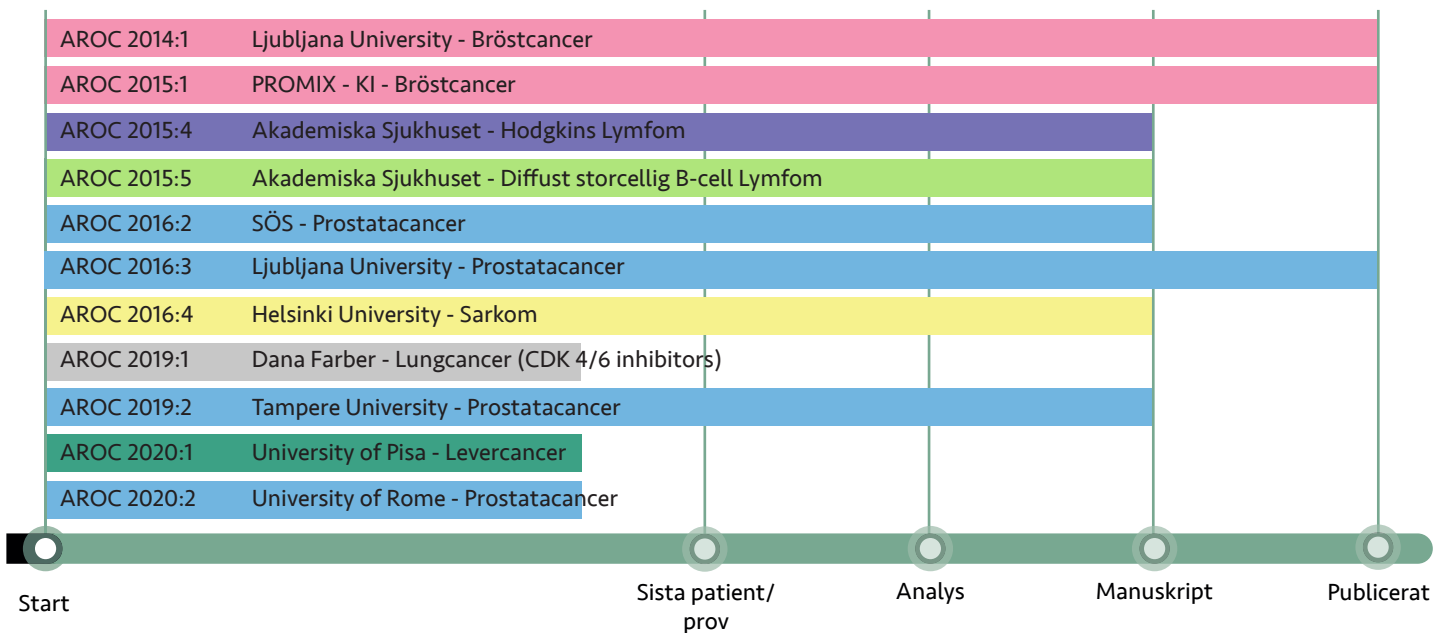 AROC 2014:1 Ljubljana University - Bröstcancer
AROC 2015:1 PROMIX - KI - Bröstcancer
AROC 2015:4 Akademiska Sjukhuset - Hodgkins Lymfom
AROC 2015:5 Akademiska Sjukhuset - Diffust storcellig B-cell Lymfom
AROC 2016:2 SÖS - Prostatacancer
AROC 2016:3 Ljubljana University - Prostatacancer
AROC 2016:4 Helsinki University - Sarkom
AROC 2019:1 Dana Farber - Lungcancer (CDK 4/6 inhibitors)
AROC 2019:2 Tampere University - Prostatacancer
AROC 2020:1 University of Pisa - Levercancer
AROC 2020:2 University of Rome - Prostatacancer
Start
Sista patient/
prov
Analys
Manuskript
Publicerat